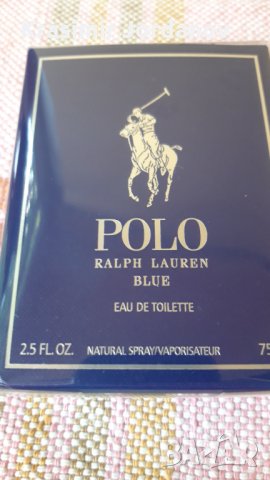 POLO
RALPH LAUREN
BLUE
EAU DE TOILETTE
2.5 FL. OZ. NATURAL SPRAY/VAPORISATEUR 75